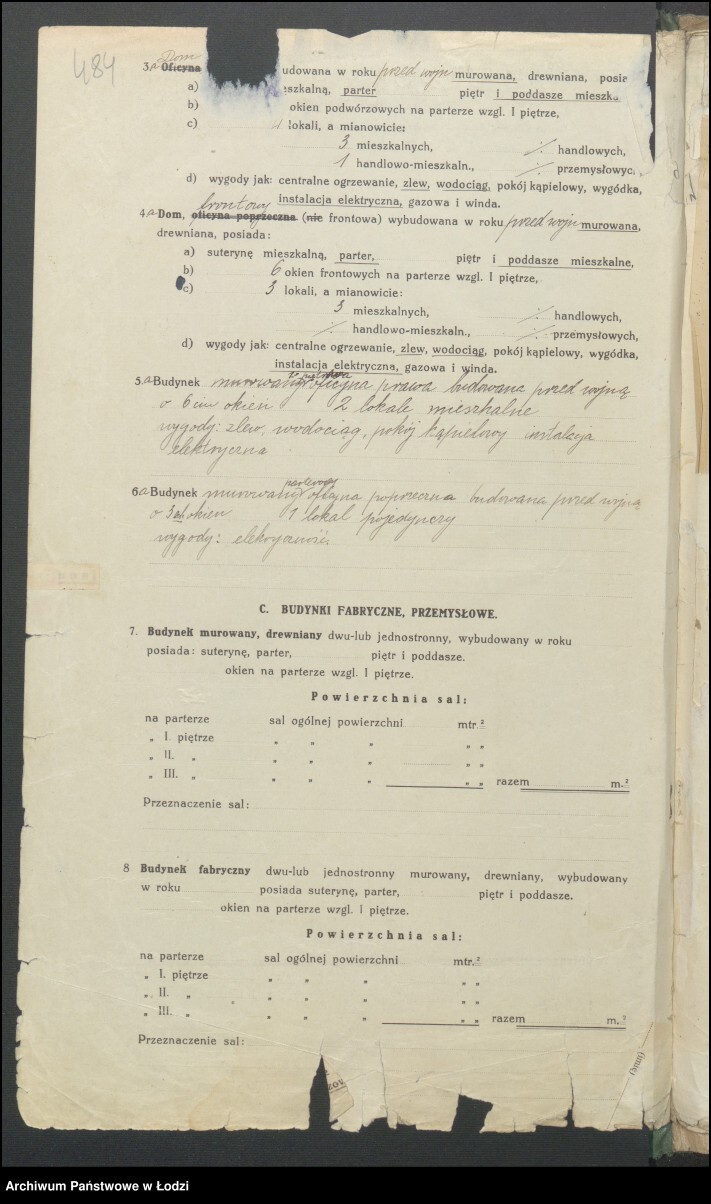 484
Dom
3a Oficyna udowana w roku przed wojn murowana, drewniana, posia
a) eszkalną, parter piętr i poddasze mieszk
b) okien podwórzowych na parterze wzgl. I piętrze,
c) lokali, a mianowicie:
3 mieszkalnych, ./. handlowych,
1 handlowo-mieszkaln., ./. przemysłowyc
d) wygody jak: centralne ogrzewanie, zlew, wodociąg, pokój kąpielowy, wygódka,
instalacja elektryczna, gazowa i winda.
frontowy
4a Dom, oficyna poprzeczna (nie frontowa) wybudowana w roku przed wojn murowana,
drewniana, posiada:
a) suterynę mieszkalną, parter, piętr i poddasze mieszkalne,
b) 6 okien frontowych na parterze wzgl. I piętrze,
c) 3 lokali, a mianowicie:
3 mieszkalnych, ./. handlowych,
./. handlowo-mieszkaln., ./. przemysłowych,
d) wygody jak: centralne ogrzewanie, zlew, wodociąg, pokój kąpielowy, wygódka,
instalacja elektryczna, gazowa i winda.
5.a Budynek murowany oficyna prawa budowana przed wojną
o 6 ciu okien 2 lokale mieszkalne
wygody: zlew, wodociąg, pokój kąpielowy instalacja
elektryczna
parterowy
6a Budynek murowany oficyna poprzeczna budowana przed wojną
o 3 okien 1 lokal pojedynczy
wygody:
C. BUDYNKI FABRYCZNE, PRZEMYSŁOWE.
7. Budynek murowany, drewniany dwu-lub jednostronny, wybudowany w roku
posiada: suterynę, parter, piętr i poddasze.
okien na parterze wzgl. I piętrze.
Powierzchnia sal:
na parterze sal ogólnej powierzchni mtr.²
„ I. piętrze „ „ „ „ „
„ II. „ „ „ „ „ „
„ III. „ „ „ „ „ „ razem m.²
Przeznaczenie sal:
8 Budynek fabryczny dwu-lub jednostronny murowany, drewniany, wybudowany
w roku posiada suterynę, parter, piętr i poddasze.
okien na parterze wzgl. I piętrze.
Powierzchnia sal:
na parterze sal ogólnej powierzchni mtr.²
„ I. piętrze „ „ „ „ „
„ II. „ „ „ „ „ „
„ III. „ „ „ „ „ „ razem m.²
Przeznaczenie sal:
Archiwum Państwowe w Łodzi